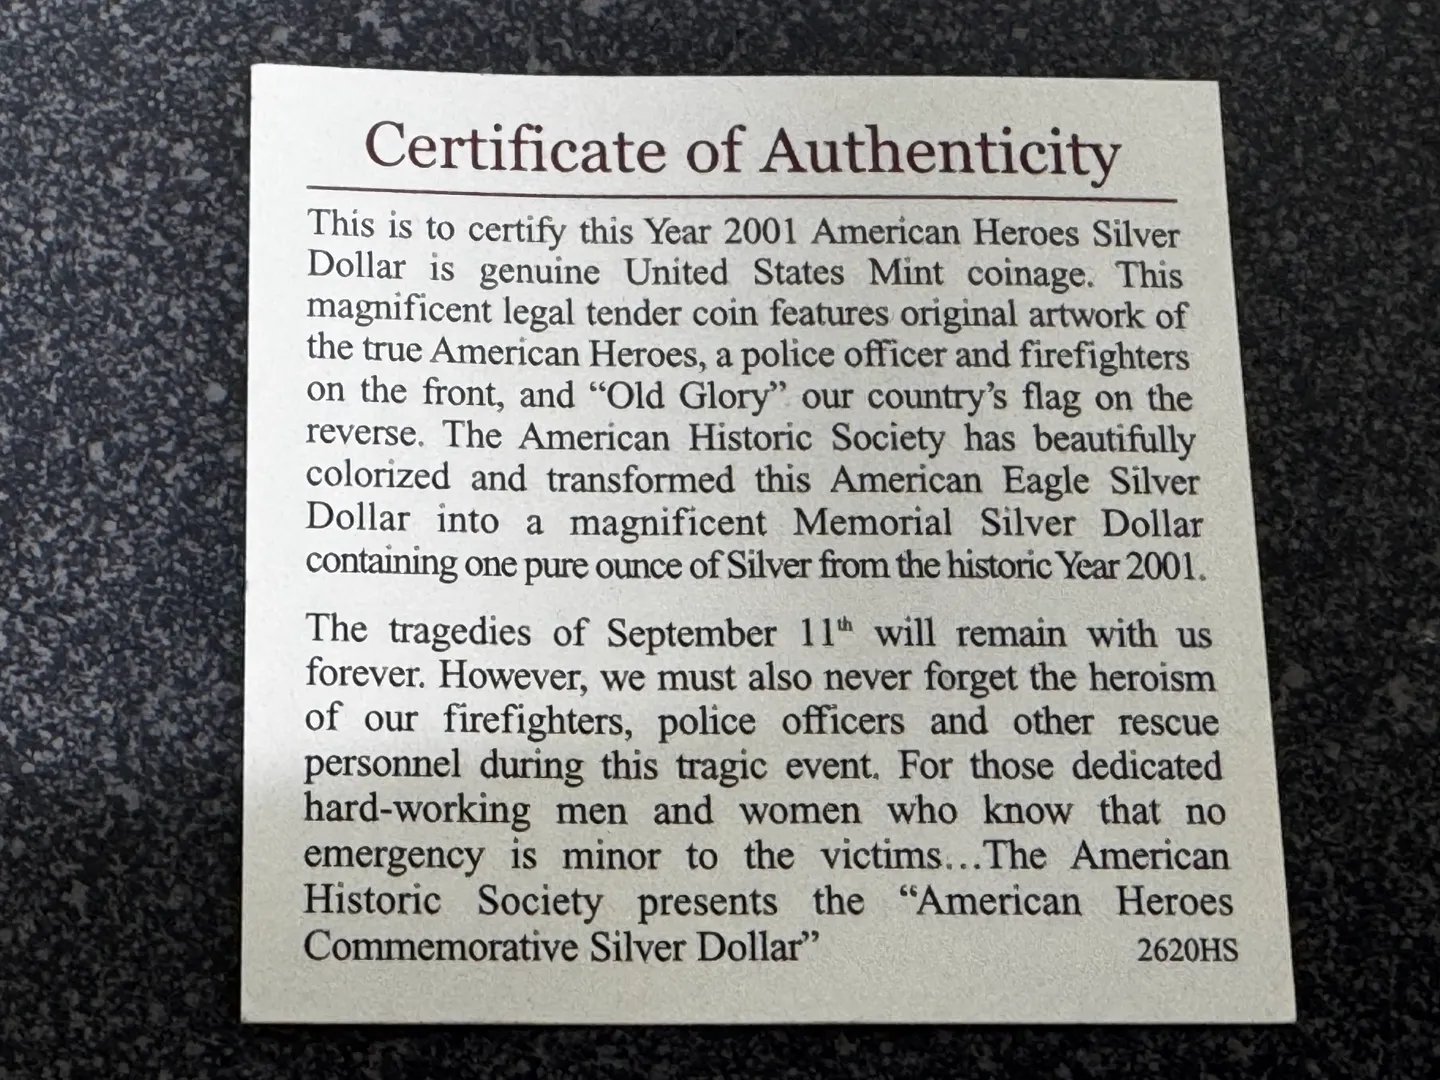 Certificate of Authenticity
This is to certify this Year 2001 American Heroes Silver
Dollar is genuine United States Mint coinage. This
magnificent legal tender coin features original artwork of
the true American Heroes, a police officer and firefighters
on the front, and “Old Glory” our country’s flag on the
reverse. The American Historic Society has beautifully
colorized and transformed this American Eagle Silver
Dollar into a magnificent Memorial Silver Dollar
containing one pure ounce of Silver from the historic Year 2001.
The tragedies of September 11th will remain with us
forever. However, we must also never forget the heroism
of our firefighters, police officers and other rescue
personnel during this tragic event. For those dedicated
hard-working men and women who know that no
emergency is minor to the victims…The American
Historic Society presents the “American Heroes
Commemorative Silver Dollar” 2620HS